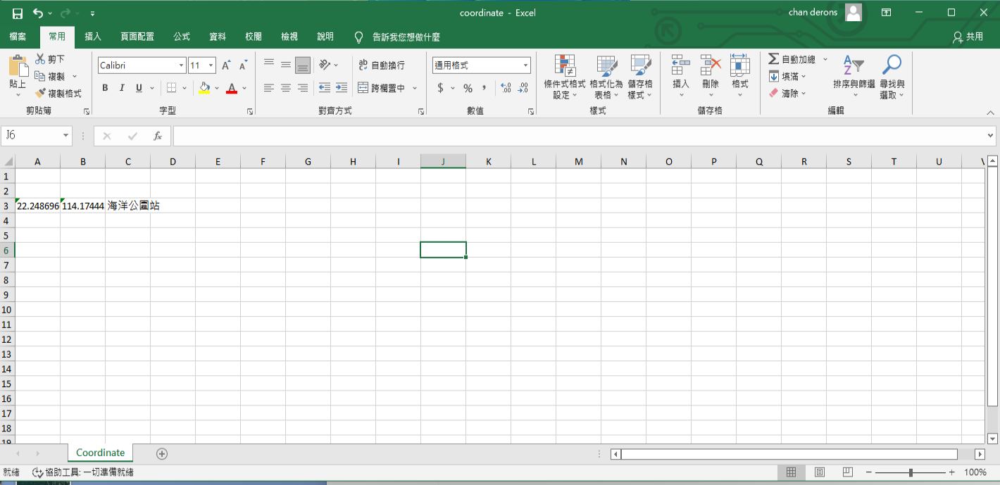 coordinate - Excel
chan derons
檔案 常用 插入 頁面配置 公式 資料 校閱 檢視 說明 告訴我您想做什麼 共用
貼上 剪下 複製 複製格式
剪貼簿
Calibri 11
B I U A
字型
ab 自動換行
跨欄置中
對齊方式
通用格式
$ % ,
數值
條件式格式設定 格式化為表格 儲存格樣式
樣式
插入 刪除 格式
儲存格
自動加總
填滿
清除
排序與篩選 尋找與選取
編輯
J6 fx
A B C D E F G H I J K L M N O P Q R S T U
1
2
3 22.248696 114.17444 海洋公園站
4
5
6
7
8
9
10
11
12
13
14
15
16
17
18
19
Coordinate
就緒 協助工具: 一切準備就緒 100%